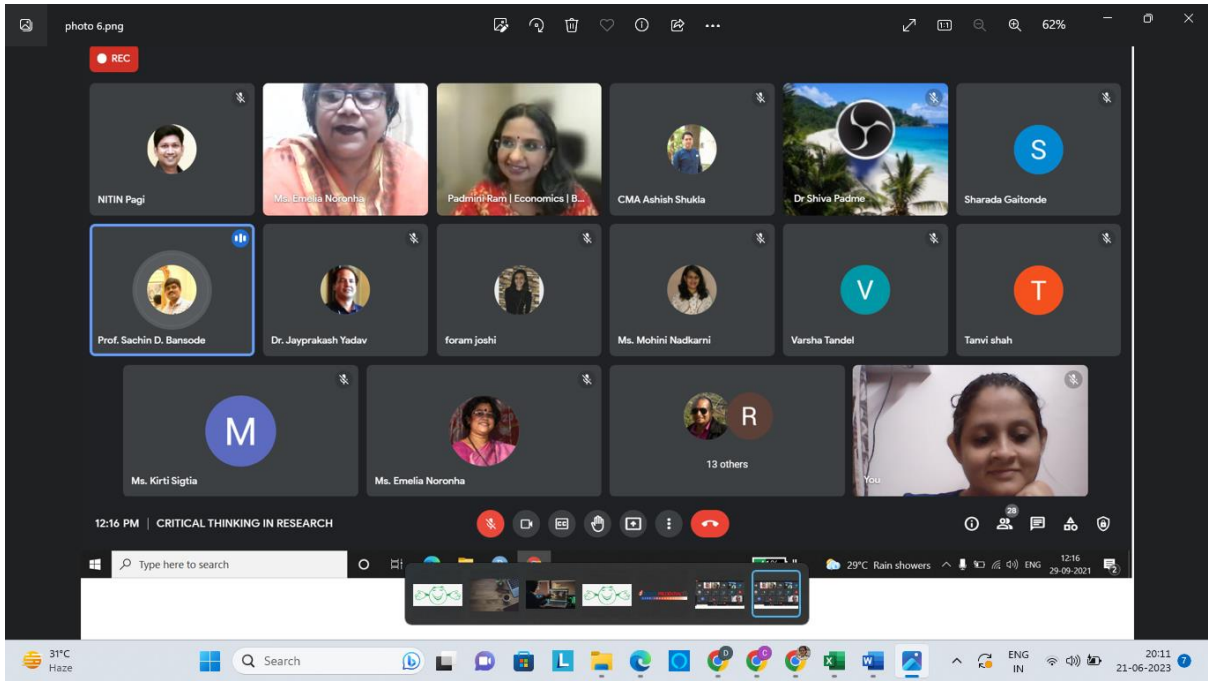 photo 6.png
62%
REC
NITIN Pagi
Ms. Emelia Noronha
Padmini Ram | Economics | B...
CMA Ashish Shukla
Dr Shiva Padme
S
Sharada Gaitonde
Prof. Sachin D. Bansode
Dr. Jayprakash Yadav
foram joshi
Ms. Mohini Nadkarni
V
Varsha Tandel
T
Tanvi shah
M
Ms. Kirti Sigtia
Ms. Emelia Noronha
R
13 others
You
12:16 PM | CRITICAL THINKING IN RESEARCH
28
Type here to search
29°C Rain showers
ENG
12:16
29-09-2021
2
31°C
Haze
Search
L
ENG
IN
20:11
21-06-2023
7